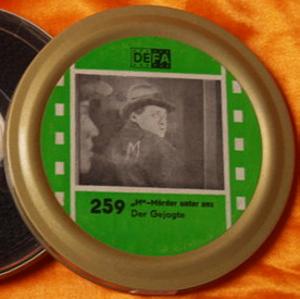 DEFA
M
259 „M“-Mörder unter uns
Der Gejagte